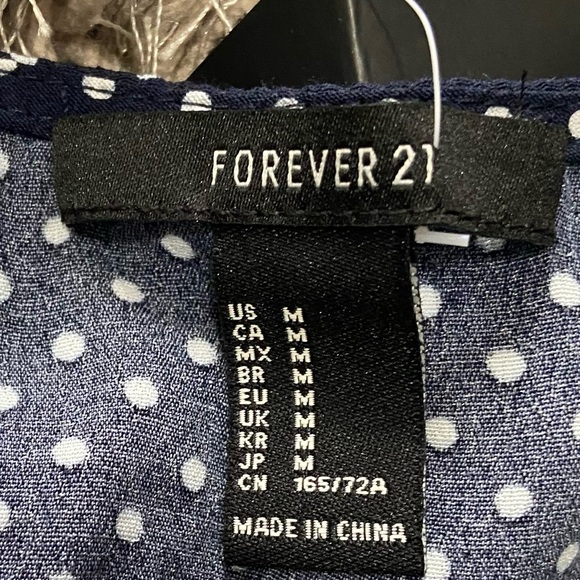 FOREVER 21
US M
CA M
MX M
BR M
EU M
UK M
KR M
JP M
CN 165/72A
MADE IN CHINA